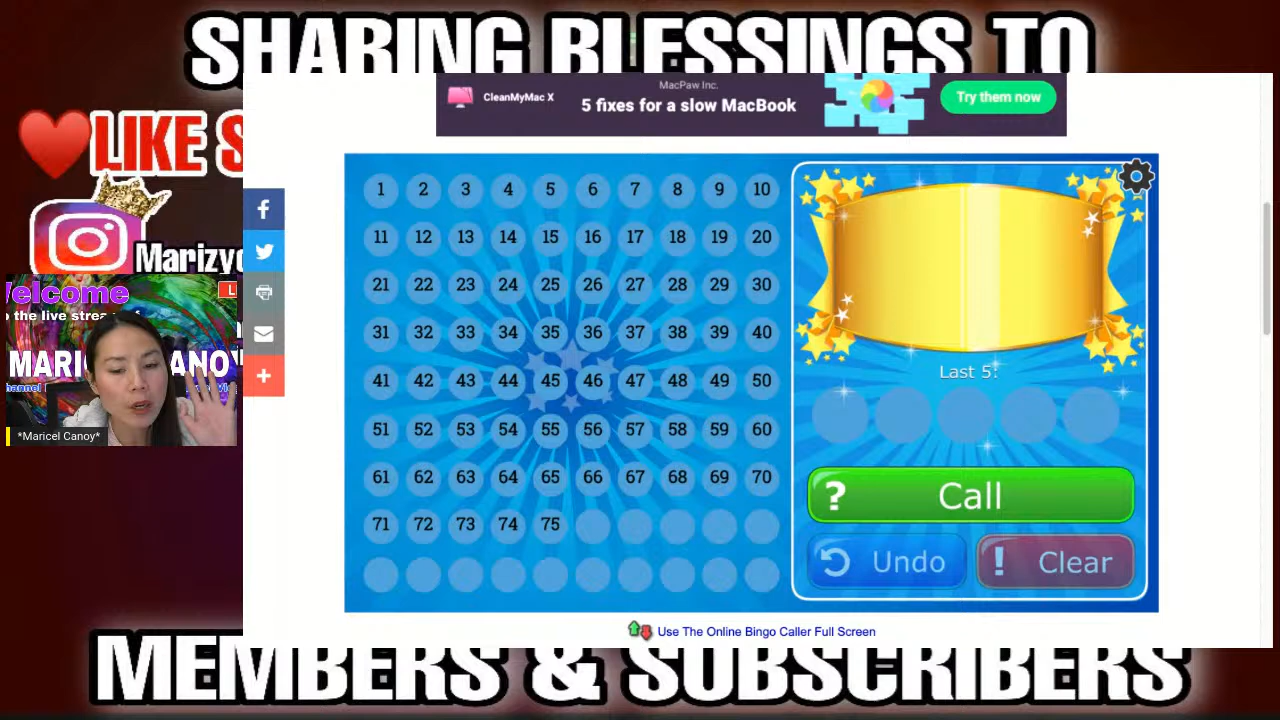 SHARING BLESSINGS TO
MacPaw Inc.
CleanMyMac X
5 fixes for a slow MacBook
Try them now
LIKE
Marizyc
1 2 3 4 5 6 7 8 9 10
11 12 13 14 15 16 17 18 19 20
21 22 23 24 25 26 27 28 29 30
31 32 33 34 35 36 37 38 39 40
41 42 43 44 45 46 47 48 49 50
51 52 53 54 55 56 57 58 59 60
61 62 63 64 65 66 67 68 69 70
71 72 73 74 75
Last 5:
? Call
Undo
! Clear
Use The Online Bingo Caller Full Screen
elcome
the live
MARIC ANO
*Maricel Canoy*
MEMBERS & SUBSCRIBERS